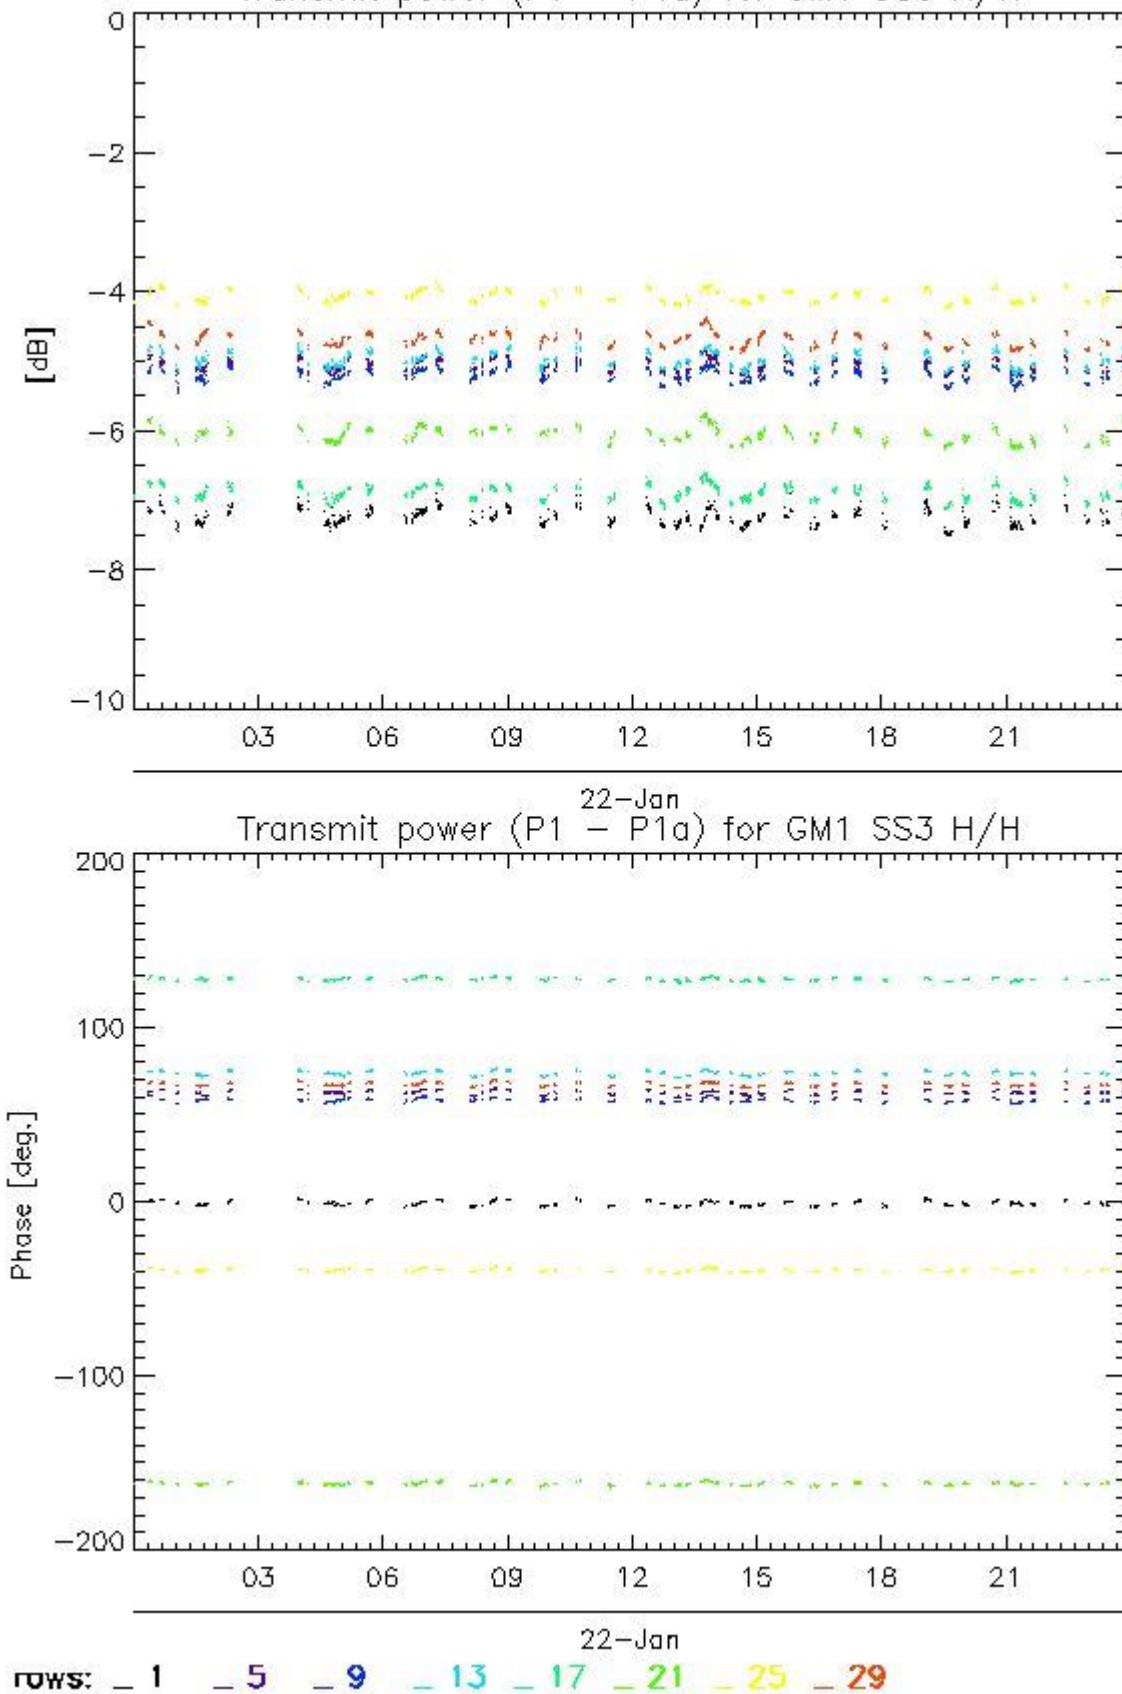 0
-2
-4
[dB]
-6
-8
-10
03 06 09 12 15 18 21
22-Jan
Transmit power (P1 - P1a) for GM1 SS3 H/H
200
100
0
Phase [deg.]
-100
-200
03 06 09 12 15 18 21
22-Jan
rows: _ 1 _ 5 _ 9 _ 13 _ 17 _ 21 _ 25 _ 29